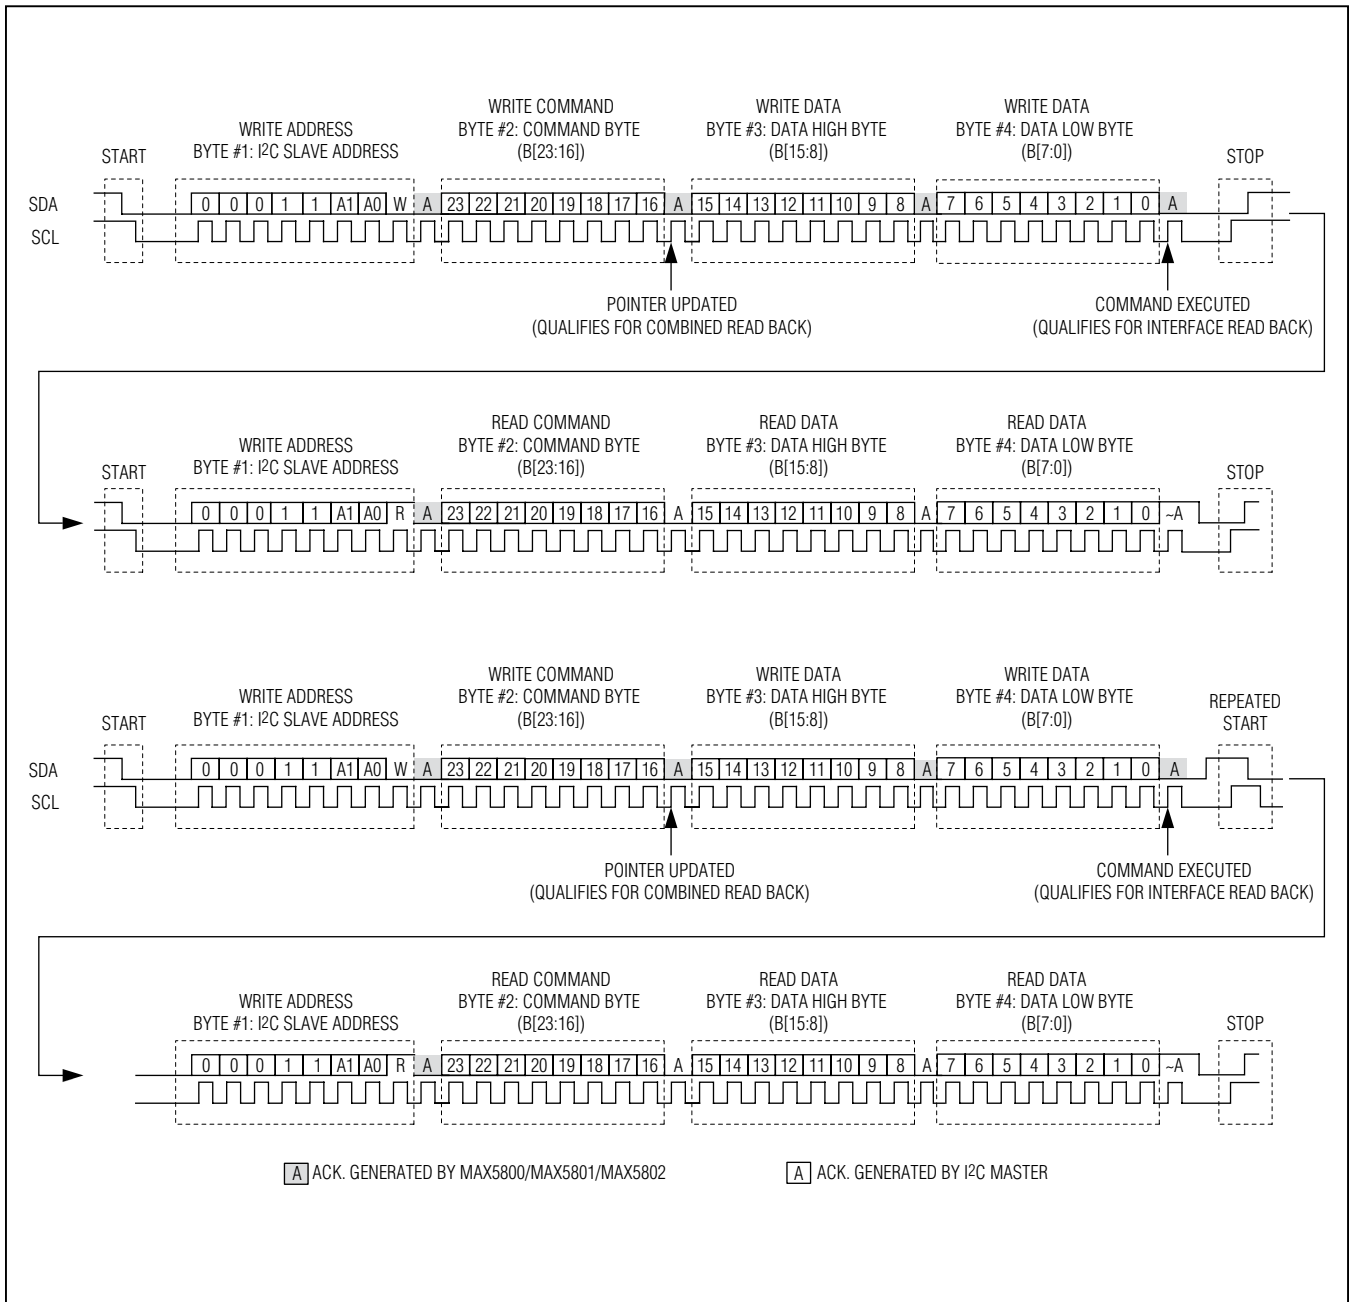 WRITE COMMAND
WRITE DATA
WRITE DATA
WRITE ADDRESS
BYTE #2: COMMAND BYTE
BYTE #3: DATA HIGH BYTE
BYTE #4: DATA LOW BYTE
START
BYTE #1: I2C SLAVE ADDRESS
(B[23:16])
(B[15:8])
(B[7:0])
STOP
SDA
0 0 0 1 1 A1 A0 W A 23 22 21 20 19 18 17 16 A 15 14 13 12 11 10 9 8 A 7 6 5 4 3 2 1 0 A
SCL
POINTER UPDATED
(QUALIFIES FOR COMBINED READ BACK)
COMMAND EXECUTED
(QUALIFIES FOR INTERFACE READ BACK)
READ COMMAND
READ DATA
READ DATA
WRITE ADDRESS
BYTE #2: COMMAND BYTE
BYTE #3: DATA HIGH BYTE
BYTE #4: DATA LOW BYTE
START
BYTE #1: I2C SLAVE ADDRESS
(B[23:16])
(B[15:8])
(B[7:0])
STOP
0 0 0 1 1 A1 A0 R A 23 22 21 20 19 18 17 16 A 15 14 13 12 11 10 9 8 A 7 6 5 4 3 2 1 0 ~A
WRITE COMMAND
WRITE DATA
WRITE DATA
WRITE ADDRESS
BYTE #2: COMMAND BYTE
BYTE #3: DATA HIGH BYTE
BYTE #4: DATA LOW BYTE
REPEATED
START
START
BYTE #1: I2C SLAVE ADDRESS
(B[23:16])
(B[15:8])
(B[7:0])
SDA
0 0 0 1 1 A1 A0 W A 23 22 21 20 19 18 17 16 A 15 14 13 12 11 10 9 8 A 7 6 5 4 3 2 1 0 A
SCL
POINTER UPDATED
(QUALIFIES FOR COMBINED READ BACK)
COMMAND EXECUTED
(QUALIFIES FOR INTERFACE READ BACK)
READ COMMAND
READ DATA
READ DATA
WRITE ADDRESS
BYTE #2: COMMAND BYTE
BYTE #3: DATA HIGH BYTE
BYTE #4: DATA LOW BYTE
BYTE #1: I2C SLAVE ADDRESS
(B[23:16])
(B[15:8])
(B[7:0])
STOP
0 0 0 1 1 A1 A0 R A 23 22 21 20 19 18 17 16 A 15 14 13 12 11 10 9 8 A 7 6 5 4 3 2 1 0 ~A
A ACK. GENERATED BY MAX5800/MAX5801/MAX5802
A ACK. GENERATED BY I2C MASTER